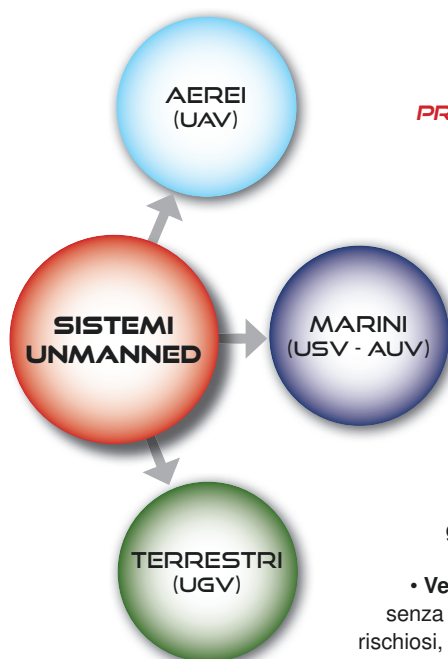 AEREI
(UAV)
PR
SISTEMI
UNMANNED
MARINI
(USV - AUV)
TERRESTRI
(UGV)
• Ve
senza
rischiosi,